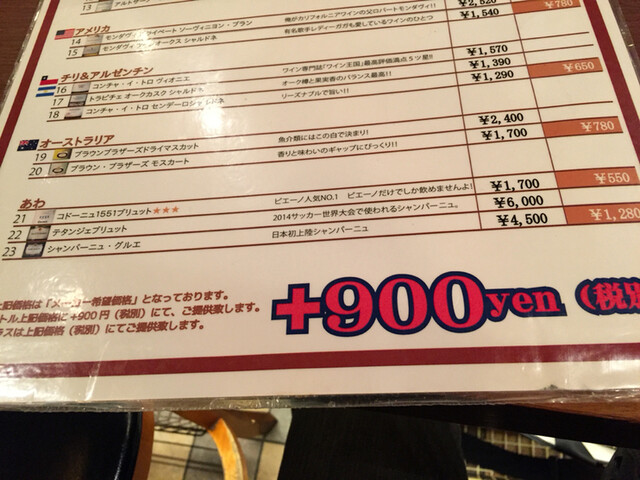 13 ¥2,520 ¥780
アメリカ
14 モンダヴィ プライベート ソーヴィニヨン・ブラン 俺がカリフォルニアワインの父ロバートモンダヴィ!! ¥1,540
15 モンダヴィ オークス シャルドネ 有名歌手レディーガガも愛しているワインのひとつ
チリ&アルゼンチン
16 コンチャ・イ・トロ ヴィオニエ ワイン専門誌「ワイン王国」最高評価満点5ツ星!! ¥1,570
17 トラピチェ オークカスク シャルドネ オーク樽と果実香のバランス最高!! ¥1,390 ¥650
18 コンチャ・イ・トロ センデーロシャルドネ リーズナブルで旨い!! ¥1,290
オーストラリア
19 ブラウンブラザーズドライマスカット 魚介類にはこの白で決まり!! ¥2,400
20 ブラウン・ブラザーズ モスカート 香りと味わいのギャップにびっくり!! ¥1,700 ¥780
あわ
21 コドーニュ1551ブリュット★★★ ピエーノ人気NO.1 ピエーノだけでしか飲めませんよ! ¥1,700 ¥550
22 テタンジェブリュット 2014サッカー世界大会で使われるシャンパーニュ。 ¥6,000 ¥1,280
23 シャンパーニュ・グルエ 日本初上陸シャンパーニュ ¥4,500
上記価格は「メーカー希望価格」となっております。
トル上記価格に+900円(税別)にて、ご提供致します。
ラスは上記価格(税別)にてご提供致します。
+900yen (税別